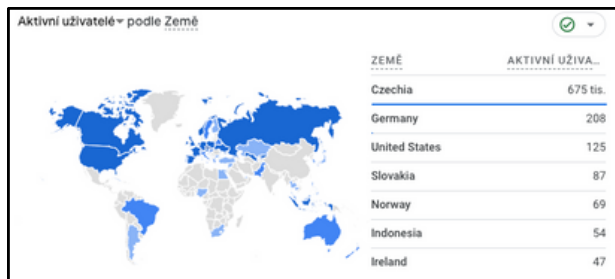 Aktivní uživatelé podle Země
ZEMĚ AKTIVNÍ UŽIVA...
Czechia 675 tis.
Germany 208
United States 125
Slovakia 87
Norway 69
Indonesia 54
Ireland 47